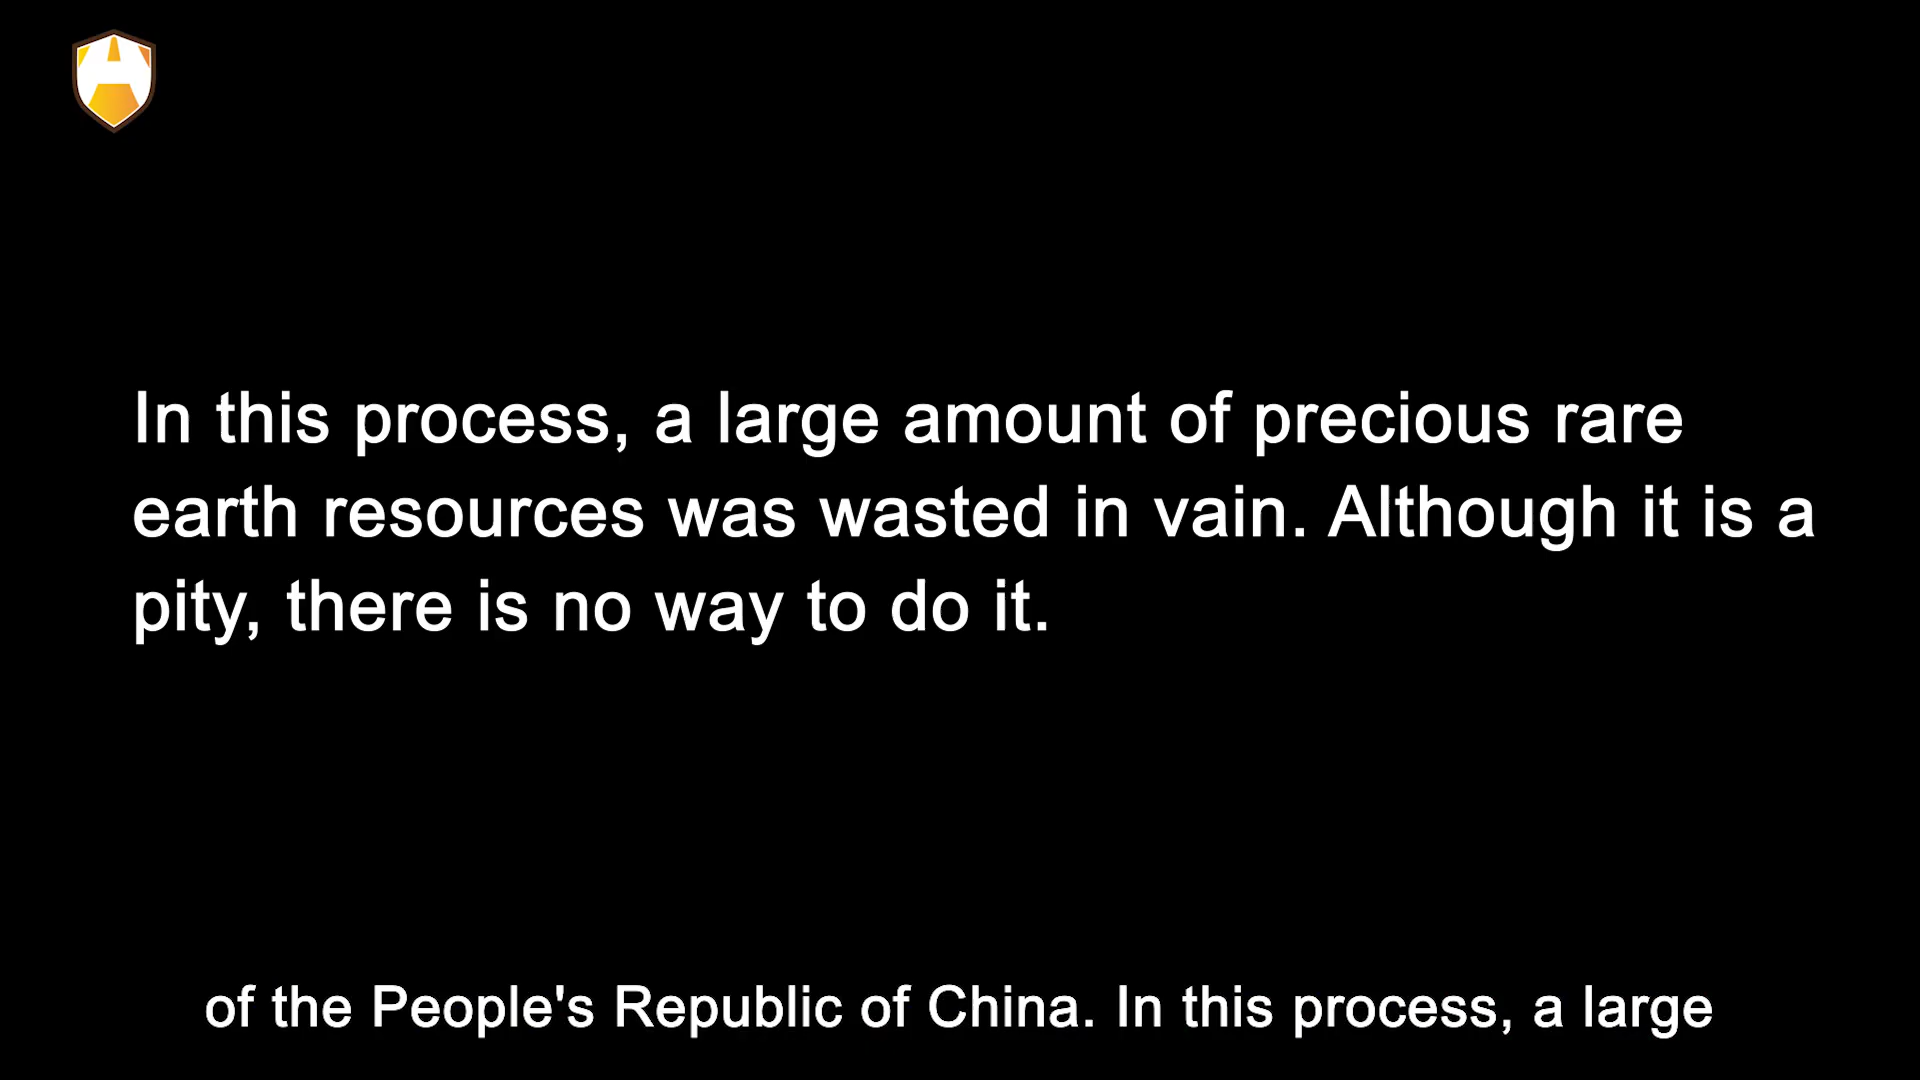 In this process, a large amount of precious rare
earth resources was wasted in vain. Although it is a
pity, there is no way to do it.
of the People's Republic of China. In this process, a large